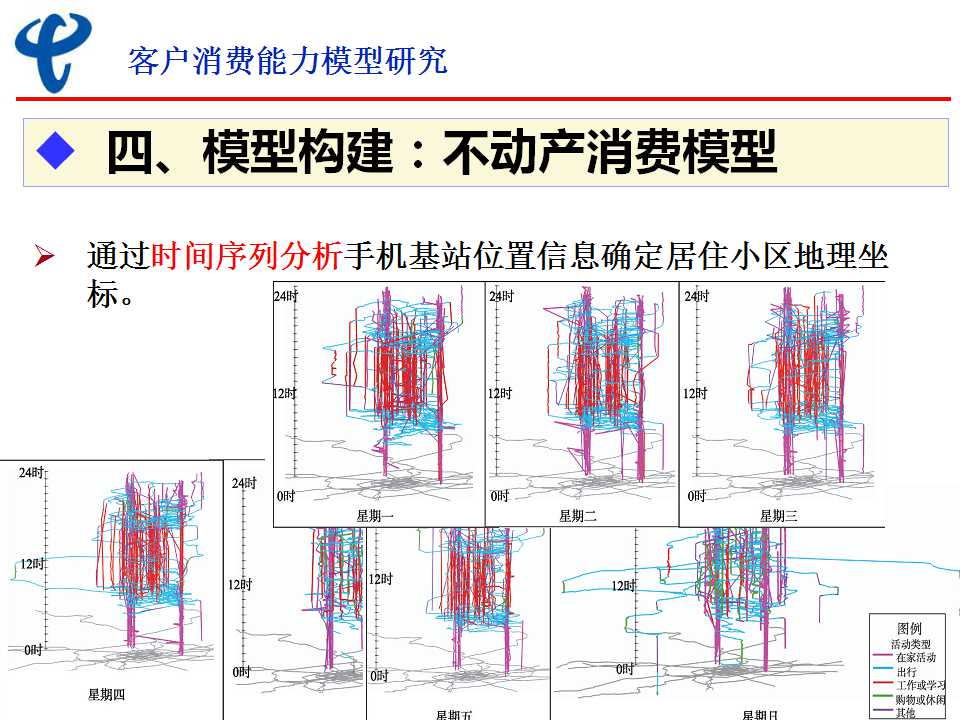 客户消费能力模型研究
四、模型构建：不动产消费模型
通过时间序列分析手机基站位置信息确定居住小区地理坐
标。
24时
12时
0时
星期一
24时
12时
0时
星期二
24时
12时
0时
星期三
24时
12时
0时
星期四
24时
12时
0时
12时
0时
星期五
12时
0时
星期日
图例
活动类型
在家活动
出行
工作或学习
购物或休闲
其他